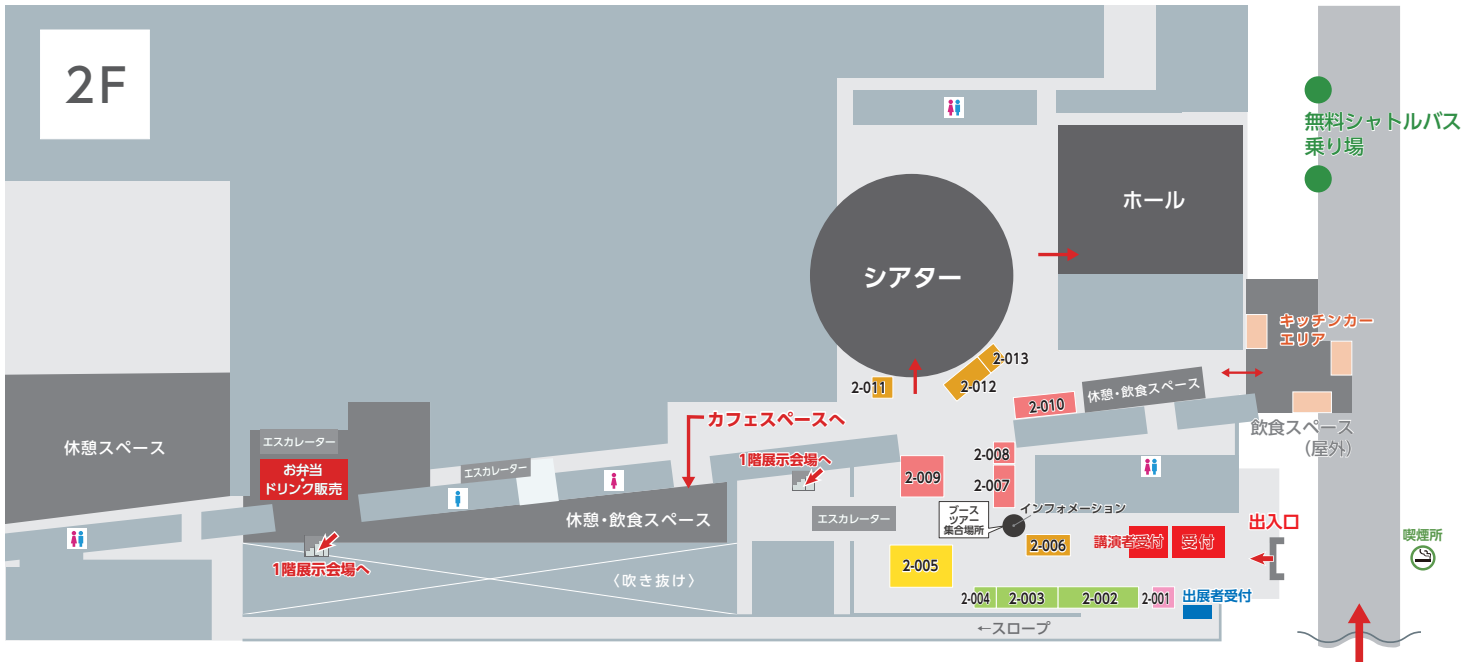 2F
無料シャトルバス
乗り場
ホール
シアター
キッチンカー
エリア
2-013
2-011
2-012
休憩・飲食スペース
2-010
カフェスペースへ
飲食スペース
(屋外)
休憩スペース
エスカレーター
お弁当
・
ドリンク販売
エスカレーター
1階展示会場へ
2-008
2-009
2-007
休憩・飲食スペース
エスカレーター
ブース
ツアー
集合場所
インフォメーション
出入口
喫煙所
2-006
講演者受付
受付
1階展示会場へ
〈吹き抜け〉
2-005
2-004
2-003
2-002
2-001
出展者受付
←スロープ